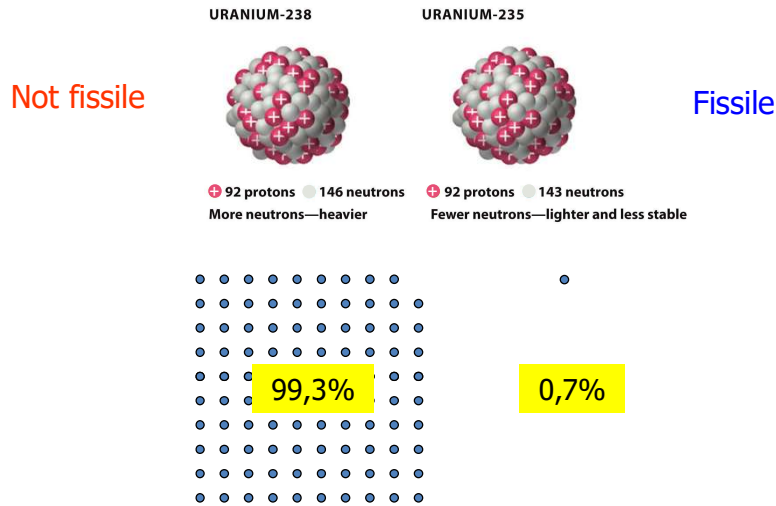 URANIUM-238
URANIUM-235
Not fissile
Fissile
92 protons 146 neutrons
More neutrons—heavier
92 protons 143 neutrons
Fewer neutrons—lighter and less stable
99,3%
0,7%